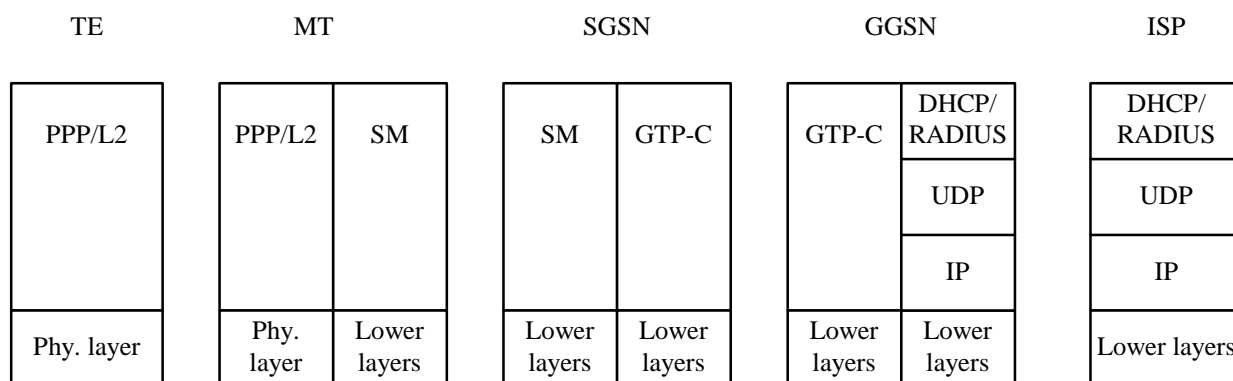 TE
MT
SGSN
GGSN
ISP
PPP/L2
PPP/L2
SM
SM
GTP-C
GTP-C
DHCP/
RADIUS
DHCP/
RADIUS
UDP
UDP
IP
IP
Phy. layer
Phy.
layer
Lower
layers
Lower
layers
Lower
layers
Lower
layers
Lower
layers
Lower layers